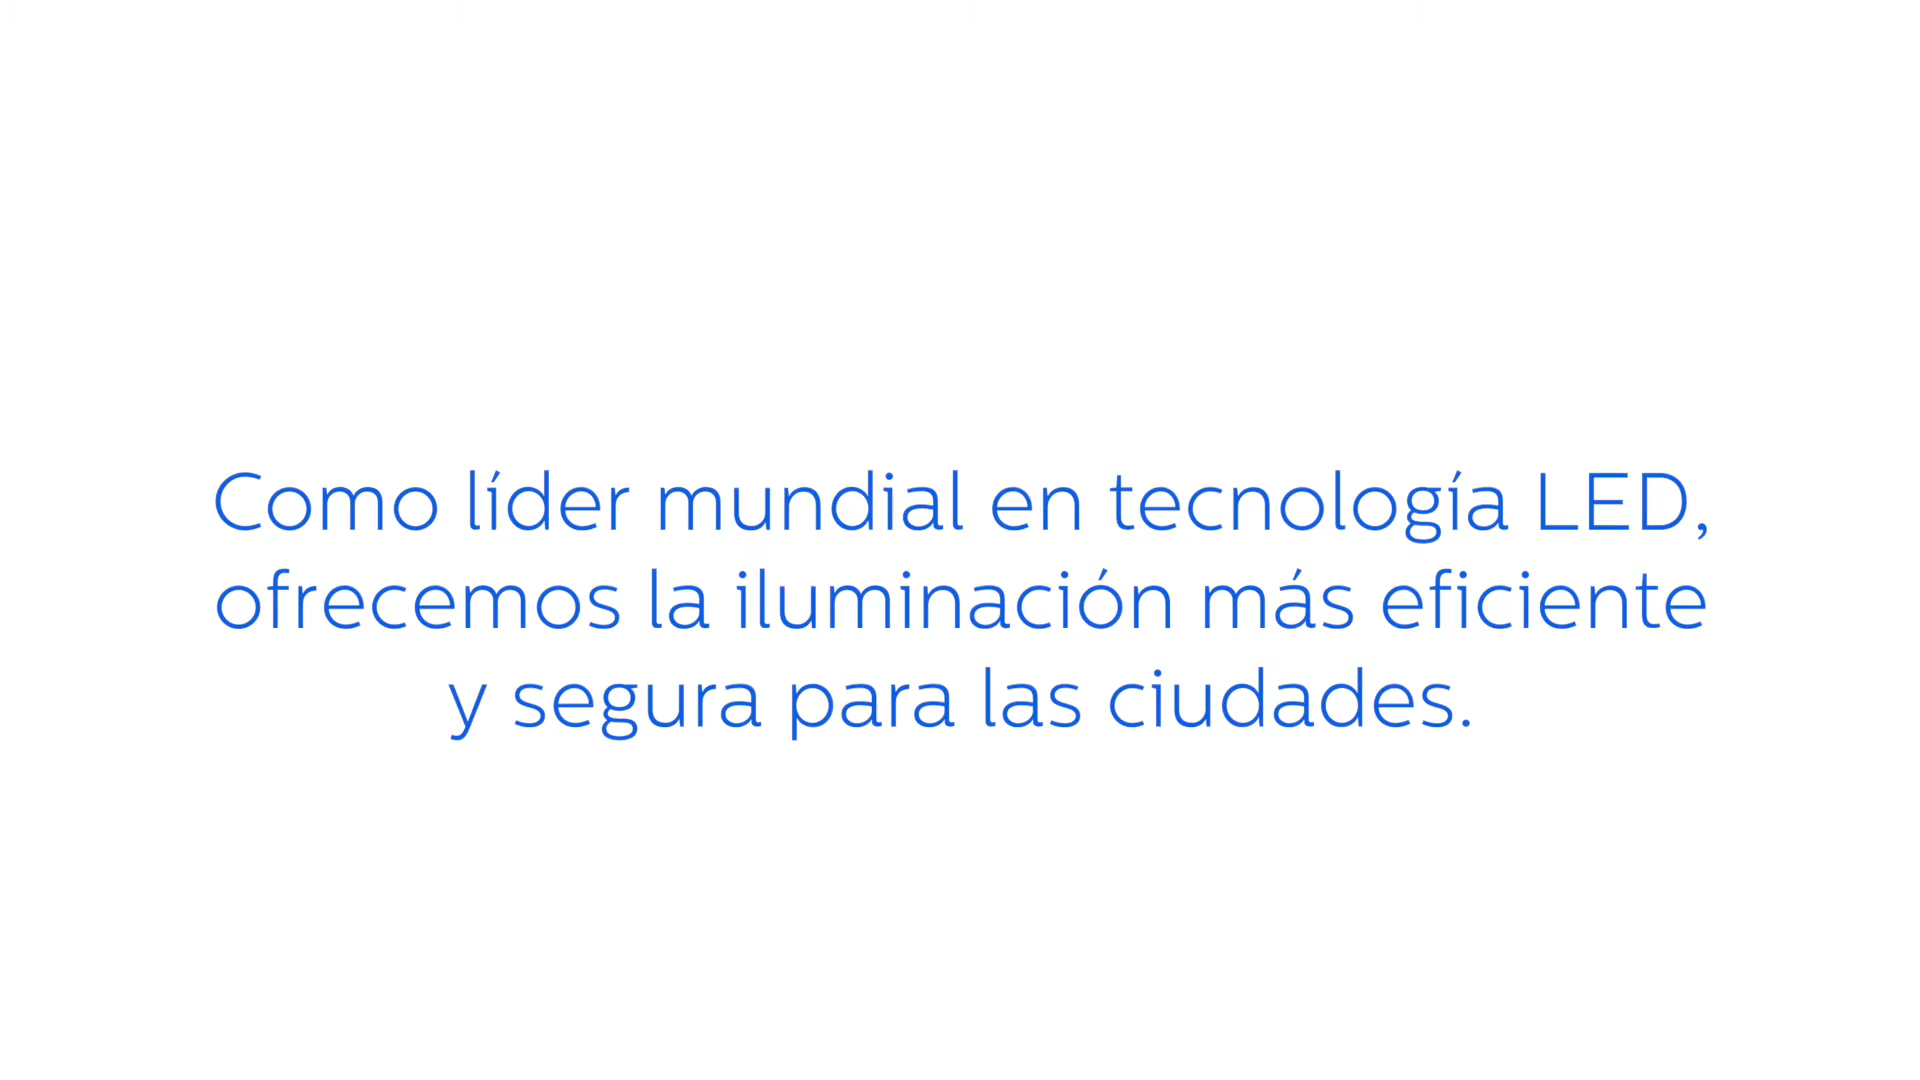 Como líder mundial en tecnología LED,
ofrecemos la iluminación más eficiente
y segura para las ciudades.